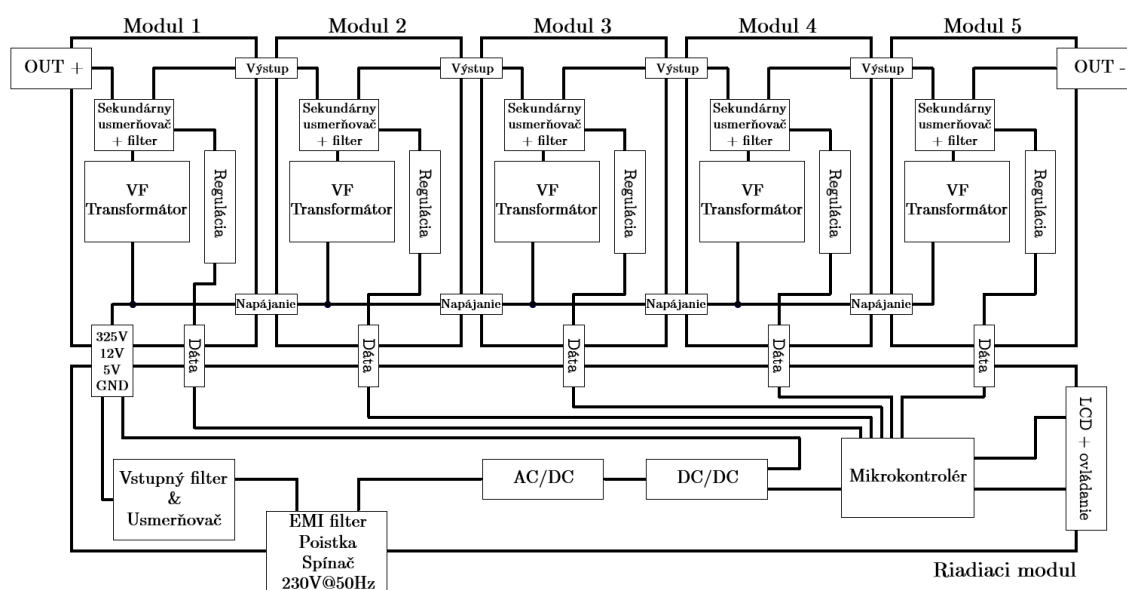 Modul 1
Modul 2
Modul 3
Modul 4
Modul 5
OUT +
Výstup
Výstup
Výstup
Výstup
OUT -
Sekundárny
usmerňovač
+ filter
Sekundárny
usmerňovač
+ filter
Sekundárny
usmerňovač
+ filter
Sekundárny
usmerňovač
+ filter
Sekundárny
usmerňovač
+ filter
VF
Transformátor
Regulácia
VF
Transformátor
Regulácia
VF
Transformátor
Regulácia
VF
Transformátor
Regulácia
VF
Transformátor
Regulácia
Napájanie
Napájanie
Napájanie
Napájanie
325V
12V
5V
GND
Dáta
Dáta
Dáta
Dáta
Dáta
Vstupný filter
&
Usmerňovač
EMI filter
Poistka
Spínač
230V@50Hz
AC/DC
DC/DC
Mikrokontrolér
LCD + ovládanie
Riadiaci modul